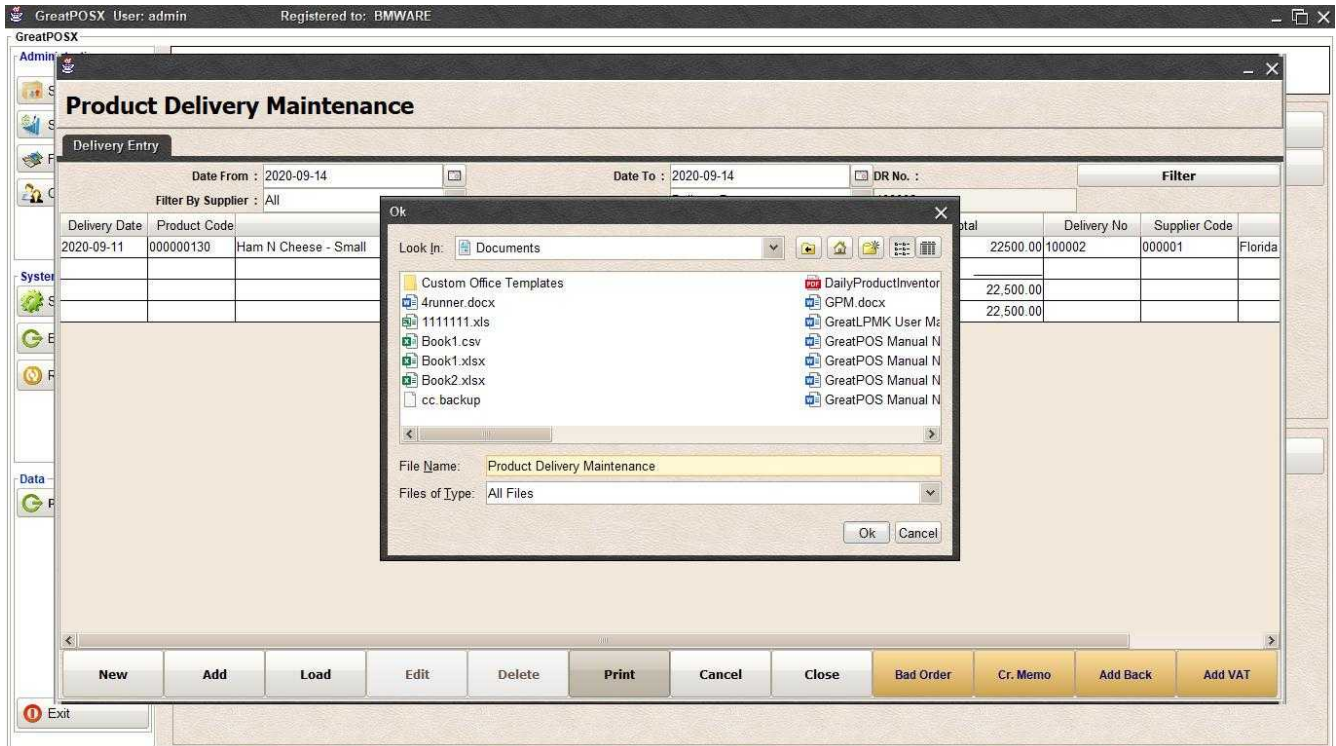 GreatPOSX User: admin Registered to: BMWARE
GreatPOSX
Product Delivery Maintenance
Delivery Entry
Date From : 2020-09-14 Date To : 2020-09-14 DR No. : Filter
Filter By Supplier : All
Ok
Delivery Date Product Code Delivery No Supplier Code
2020-09-11 000000130 Ham N Cheese - Small 22500.00 100002 000001 Florida
22,500.00
22,500.00
Look In: Documents
Custom Office Templates DailyProductInventor
4runner.docx GPM.docx
1111111.xls GreatLPMK User Ma
Book1.csv GreatPOS Manual N
Book1.xlsx GreatPOS Manual N
Book2.xlsx GreatPOS Manual N
cc.backup GreatPOS Manual N
File Name: Product Delivery Maintenance
Files of Type: All Files
Ok Cancel
System
Data
New Add Load Edit Delete Print Cancel Close Bad Order Cr. Memo Add Back Add VAT
Exit